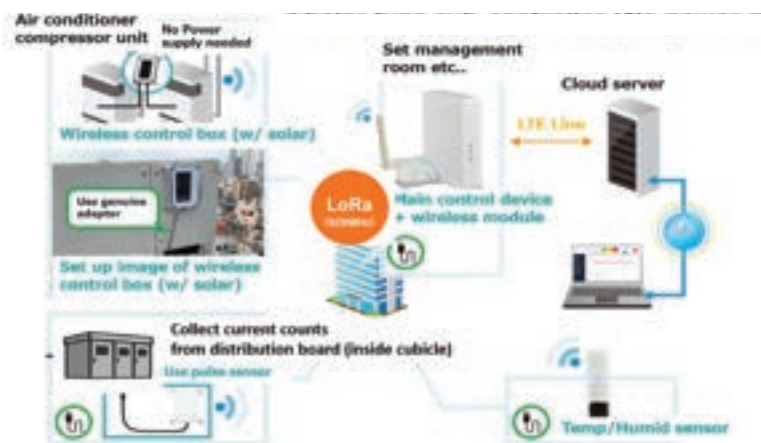 Air conditioner
compressor unit
No Power
supply needed
Wireless control box (w/ solar)
Use genuine
adapter
Set up image of wireless
control box (w/ solar)
Set management
room etc..
Cloud server
LTE Line
LoRa
Main control device
+ wireless module
Collect current counts
from distribution board (inside cubicle)
Use pulse sensor
Temp/Humid sensor